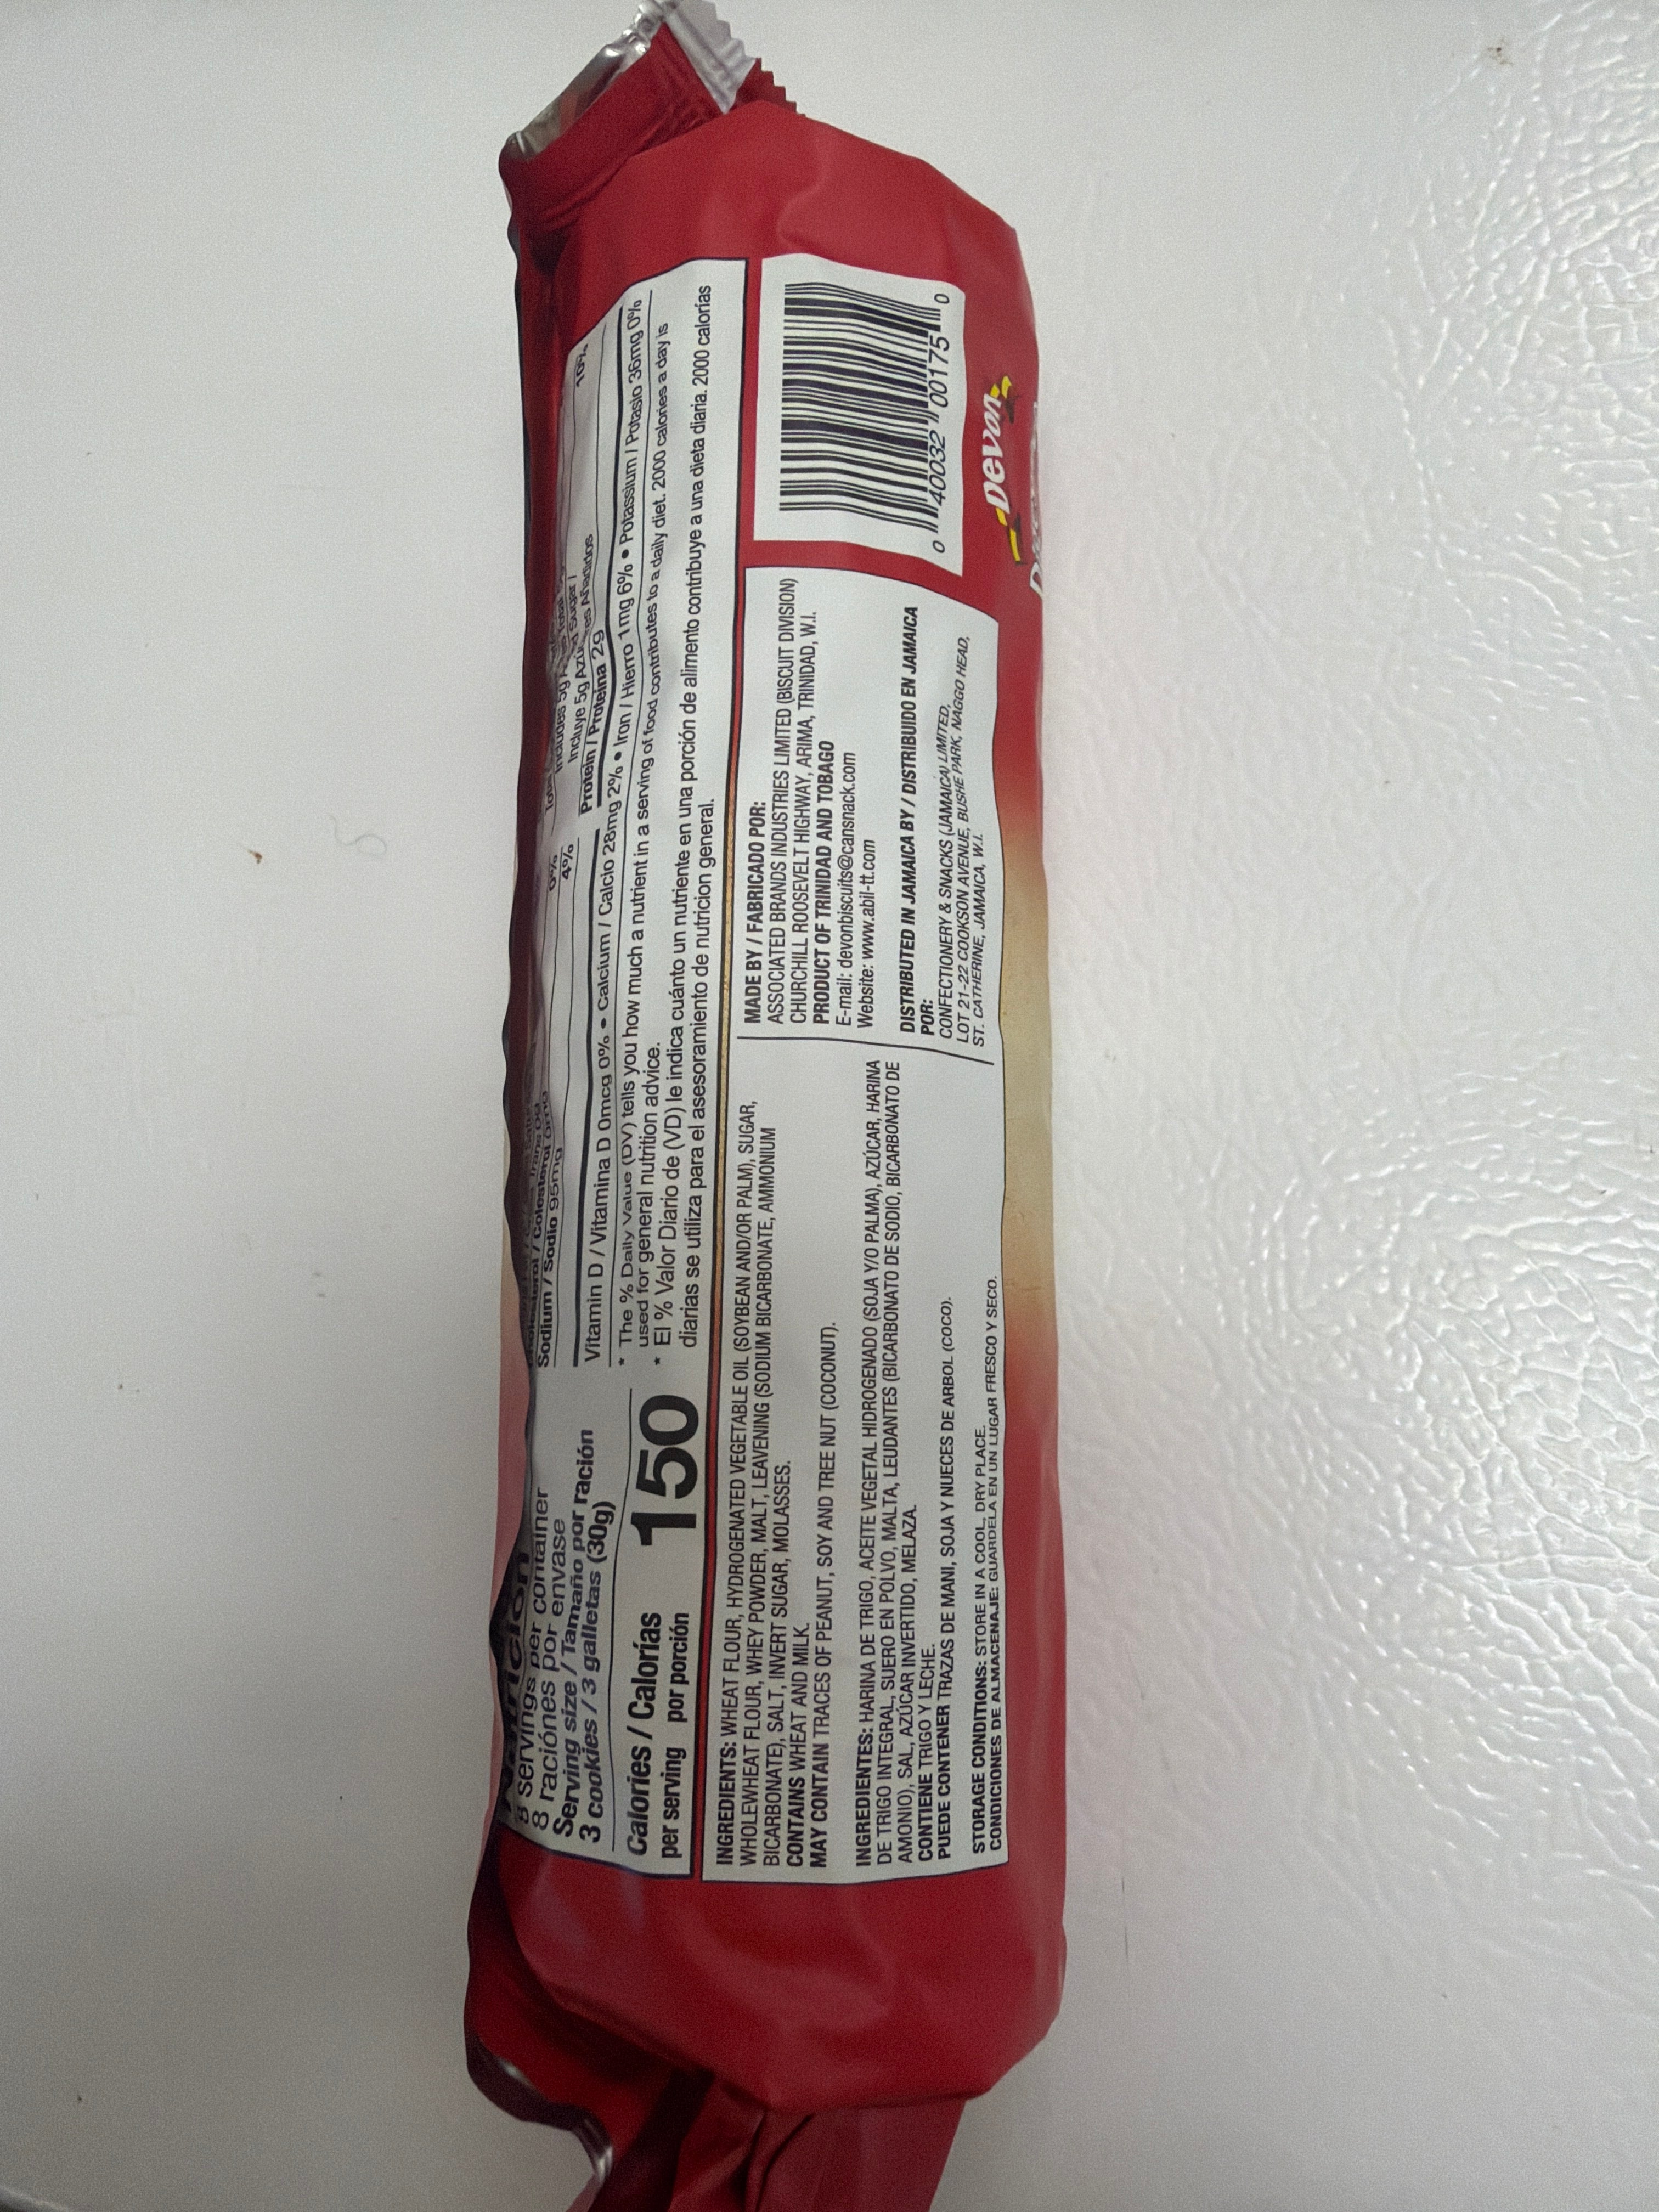 Nutrición
8 servings per container
8 raciónes por envase
Serving size / Tamaño por ración
3 cookies / 3 galletas (30g)
Calories / Calorías
per serving por porción
150
Cholesterol / Colesterol 0mg 0%
Sodium / Sodio 95mg 4%
Includes 5g
Sugar / 10%
Incluye 5g Añadidos
Protein / Proteina 2g
Vitamin D / Vitamina D 0mcg 0% • Calcium / Calcio 28mg 2% • Iron / Hierro 1mg 6% • Potassium / Potasio 36mg 0%
* The % Daily Value (DV) tells you how much a nutrient in a serving of food contributes to a daily diet. 2000 calories a day is
used for general nutrition advice.
* El % Valor Diario de (VD) le indica cuánto un nutriente en una porción de alimento contribuye a una dieta diaria. 2000 calorías
diarias se utiliza para el asesoramiento de nutricion general.
INGREDIENTS: WHEAT FLOUR, HYDROGENATED VEGETABLE OIL (SOYBEAN AND/OR PALM), SUGAR,
WHOLEWHEAT FLOUR, WHEY POWDER, MALT, LEAVENING (SODIUM BICARBONATE, AMMONIUM
BICARBONATE), SALT, INVERT SUGAR, MOLASSES.
CONTAINS WHEAT AND MILK.
MAY CONTAIN TRACES OF PEANUT, SOY AND TREE NUT (COCONUT).
INGREDIENTES: HARINA DE TRIGO, ACEITE VEGETAL HIDROGENADO (SOJA Y/O PALMA), AZÚCAR, HARINA
DE TRIGO INTEGRAL, SUERO EN POLVO, MALTA, LEUDANTES (BICARBONATO DE SODIO, BICARBONATO DE
AMONIO), SAL, AZÚCAR INVERTIDO, MELAZA.
CONTIENE TRIGO Y LECHE.
PUEDE CONTENER TRAZAS DE MANI, SOJA Y NUECES DE ARBOL (COCO).
STORAGE CONDITIONS: STORE IN A COOL, DRY PLACE.
CONDICIONES DE ALMACENAJE: GUARDELA EN UN LUGAR FRESCO Y SECO.
MADE BY / FABRICADO POR:
ASSOCIATED BRANDS INDUSTRIES LIMITED (BISCUIT DIVISION)
CHURCHILL ROOSEVELT HIGHWAY, ARIMA, TRINIDAD, W.I.
PRODUCT OF TRINIDAD AND TOBAGO
E-mail: devonbiscuits@cansnack.com
Website: www.abil-tt.com
DISTRIBUTED IN JAMAICA BY / DISTRIBUIDO EN JAMAICA
POR:
CONFECTIONERY & SNACKS (JAMAICA) LIMITED,
LOT 21-22 COOKSON AVENUE, BUSHE PARK, NAGGO HEAD,
ST. CATHERINE, JAMAICA, W.I.
0 40032 00175 0
Devon